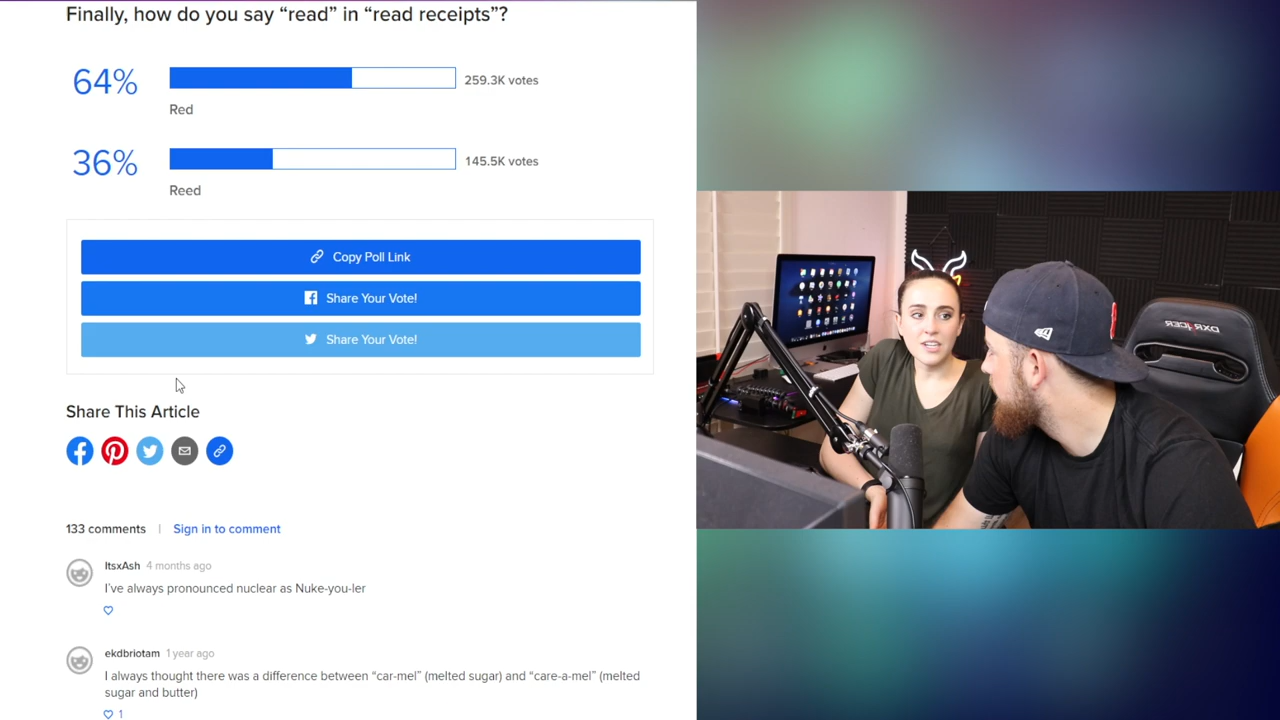 Finally, how do you say “read” in “read receipts”?
64%
259.3K votes
Red
36%
145.5K votes
Reed
Copy Poll Link
Share Your Vote!
Share Your Vote!
Share This Article
133 comments | Sign in to comment
ItsxAsh 4 months ago
I’ve always pronounced nuclear as Nuke-you-ler
ekdbriotam 1 year ago
I always thought there was a difference between “car-mel” (melted sugar) and “care-a-mel” (melted
sugar and butter)
1
DXRACER